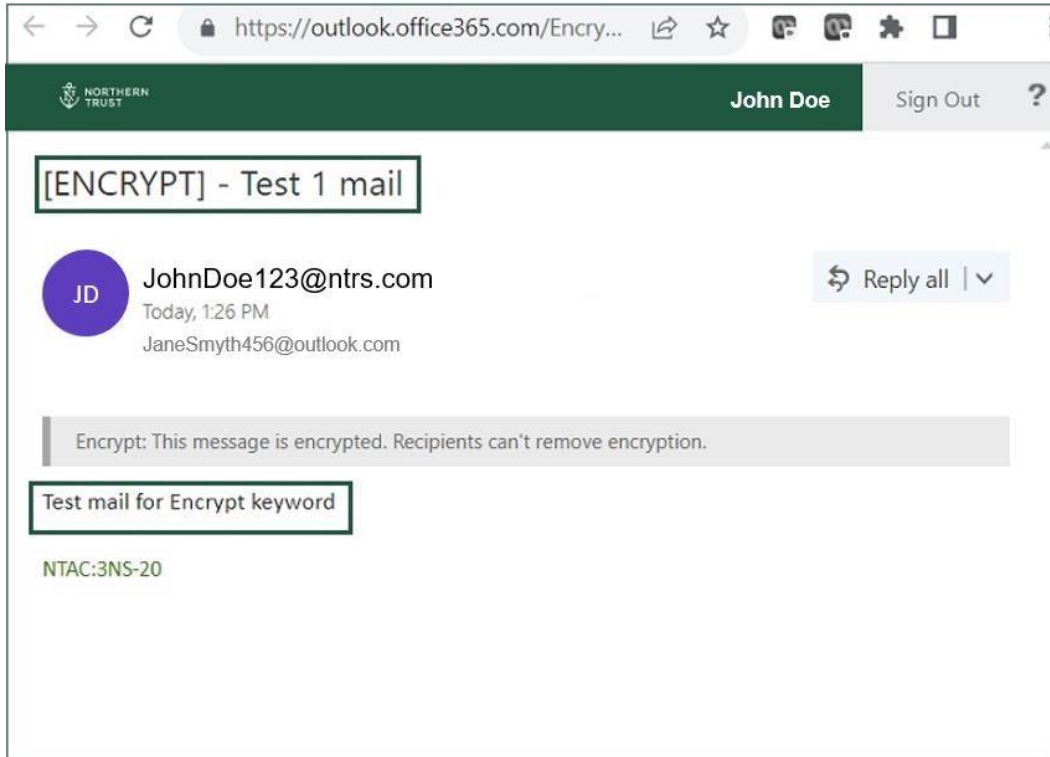 https://outlook.office365.com/Encry...
NORTHERN
TRUST
John Doe
Sign Out
?
[ENCRYPT] - Test 1 mail
JD
JohnDoe123@ntrs.com
Reply all
Today, 1:26 PM
JaneSmyth456@outlook.com
Encrypt: This message is encrypted. Recipients can't remove encryption.
Test mail for Encrypt keyword
NTAC:3NS-20